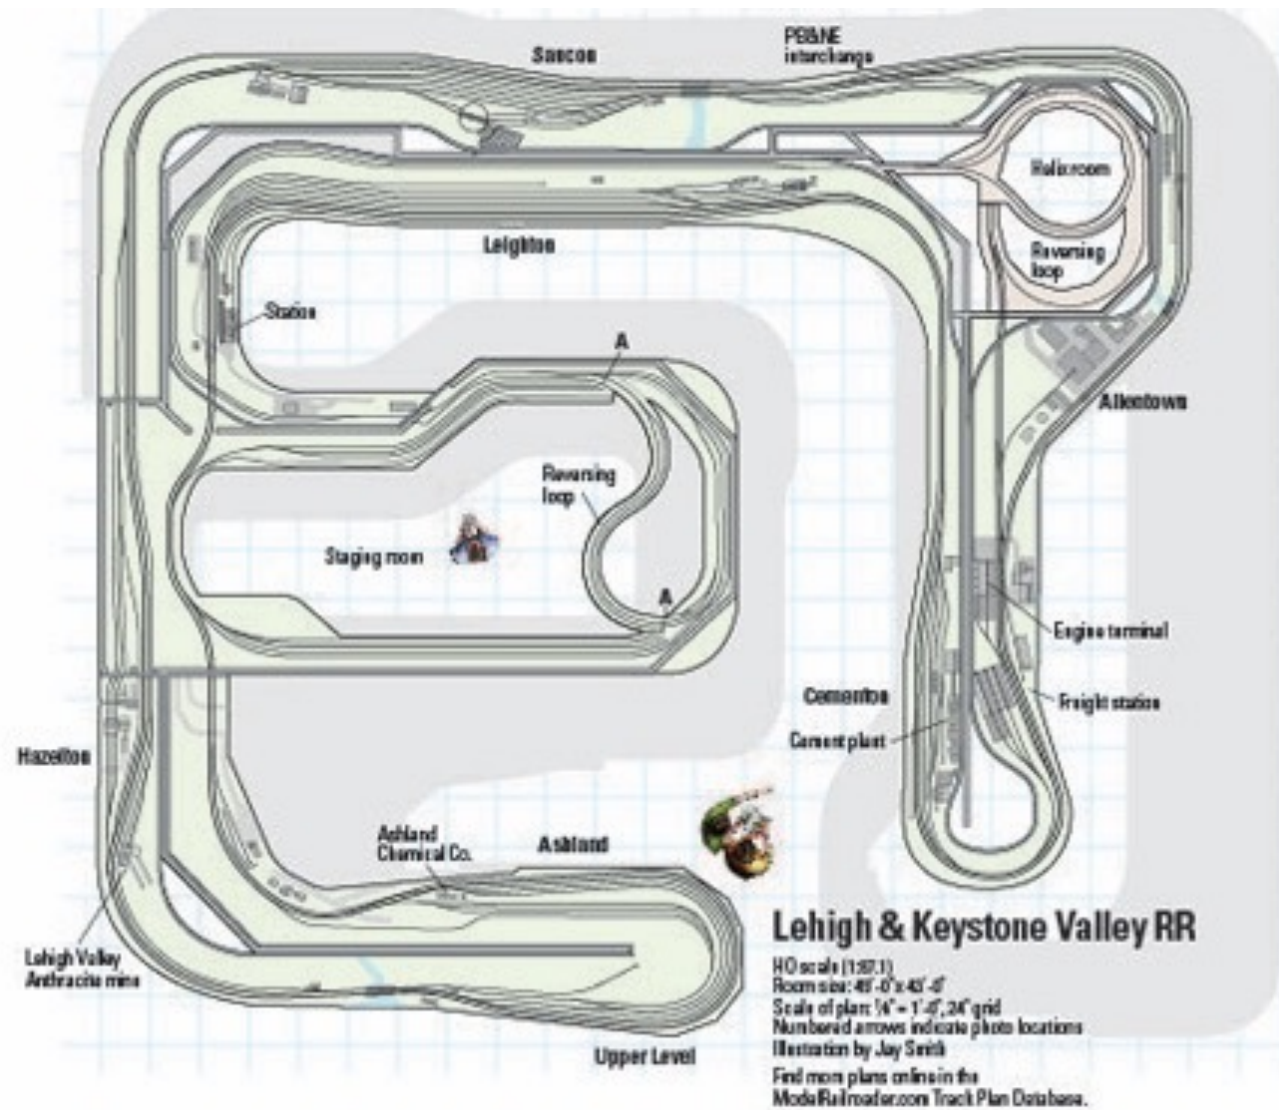 Sancon
PB&NE
interchange
Helix room
Reversing
loop
Leighton
Station
A
Allentown
Reversing
loop
Staging room
A
Engine terminal
Cementon
Freight station
Cement plant
Hazelton
Ashland
Chemical Co.
Ashland
Lehigh Valley
Anthracite mine
Upper Level
Lehigh & Keystone Valley RR
HO scale (1:87.1)
Room size:
Scale of plan: ¼" = 1'-0", 24" grid
Numbered arrows indicate photo locations
Illustration by Jay Smith
Find more plans online in the
ModelRailroader.com Track Plan Database.